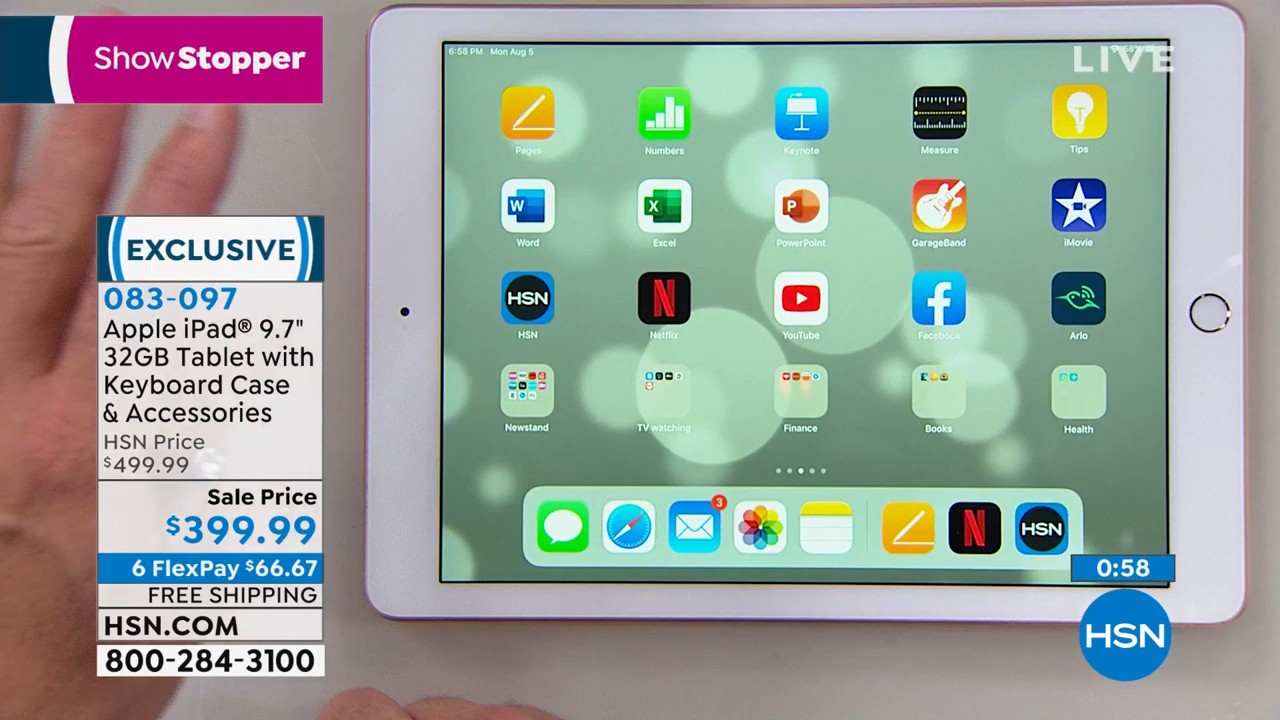 ShowStopper
EXCLUSIVE
083-097
Apple iPad® 9.7"
32GB Tablet with
Keyboard Case
& Accessories
HSN Price
$499.99
Sale Price
$399.99
6 FlexPay $66.67
FREE SHIPPING
HSN.COM
800-284-3100
6:58 PM Mon Aug 5
LIVE
Pages Numbers Keynote Measure Tips
W X P
Word Excel PowerPoint GarageBand iMovie
HSN N f
HSN Netflix YouTube Facebook Arlo
Newstand TV watching Finance Books Health
3
N HSN
0:58
HSN